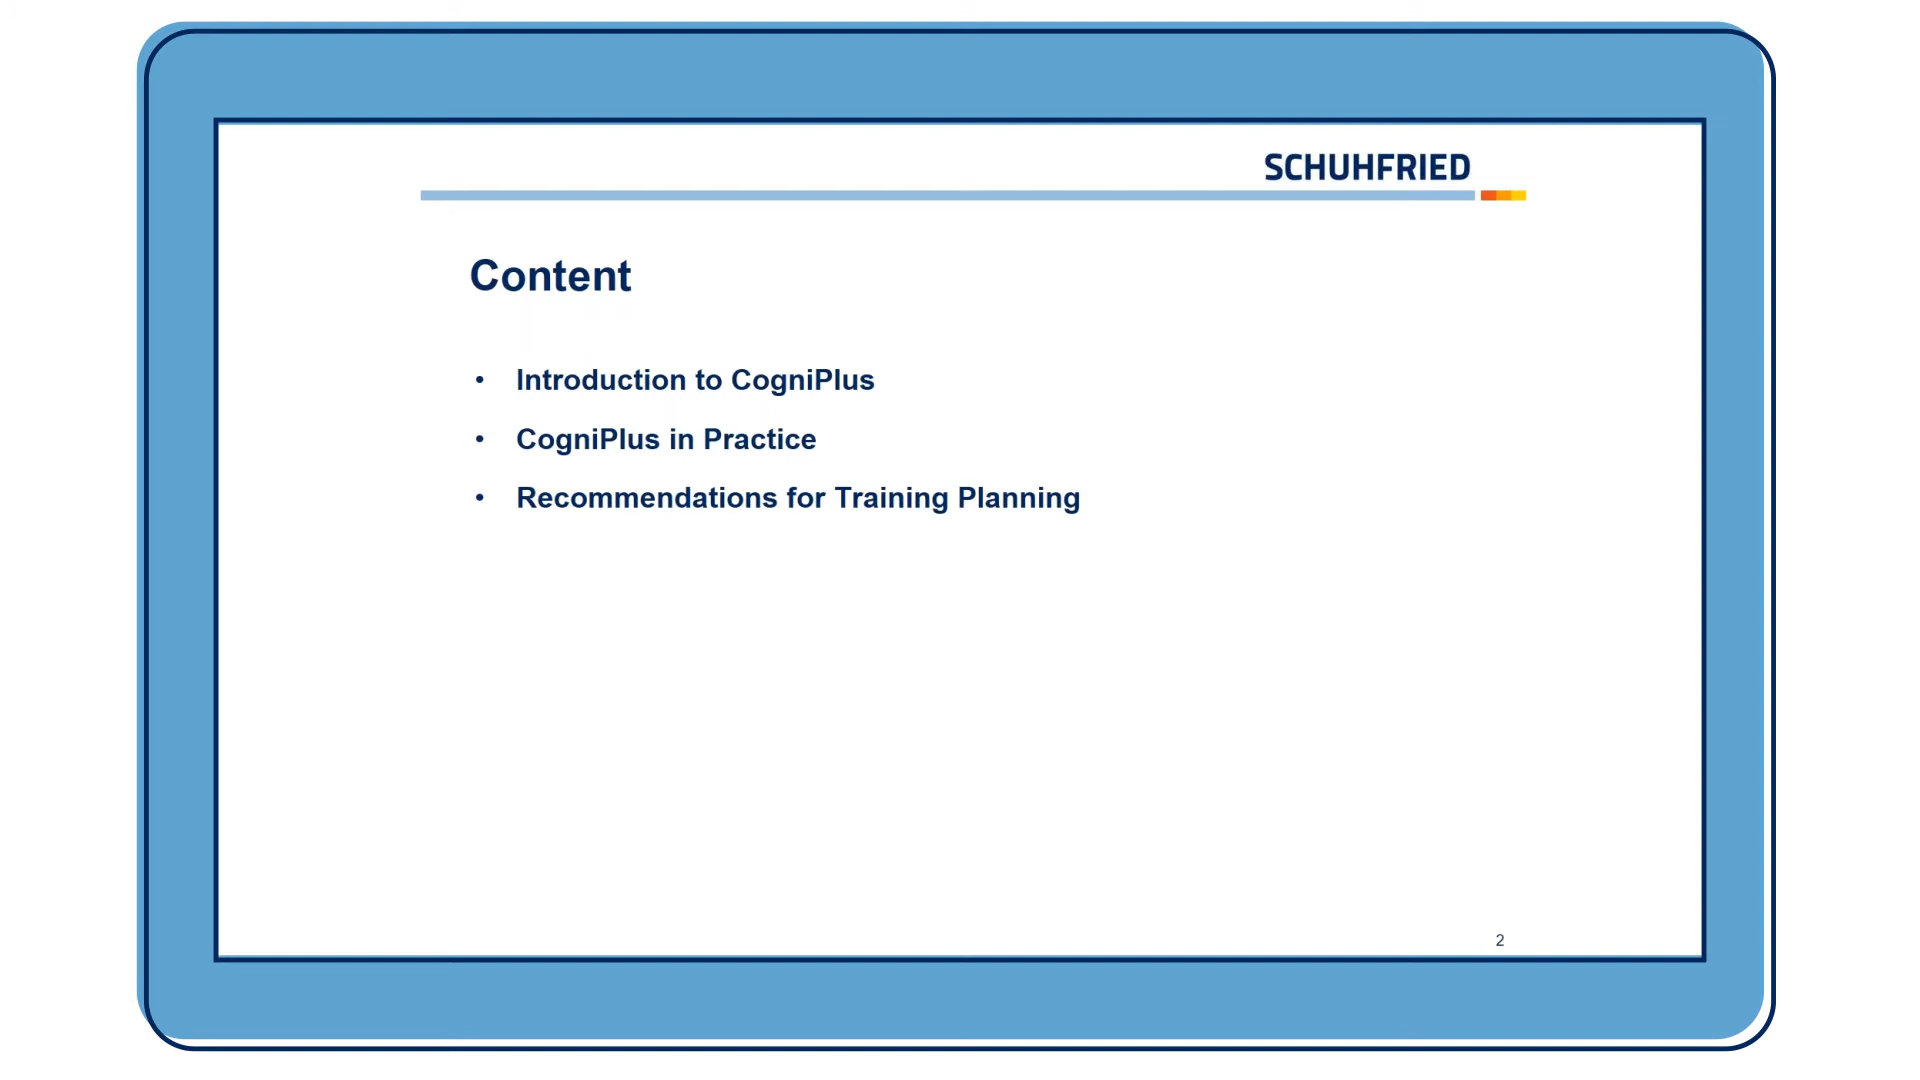 SCHUHFRIED
Content
• Introduction to CogniPlus
• CogniPlus in Practice
• Recommendations for Training Planning
2